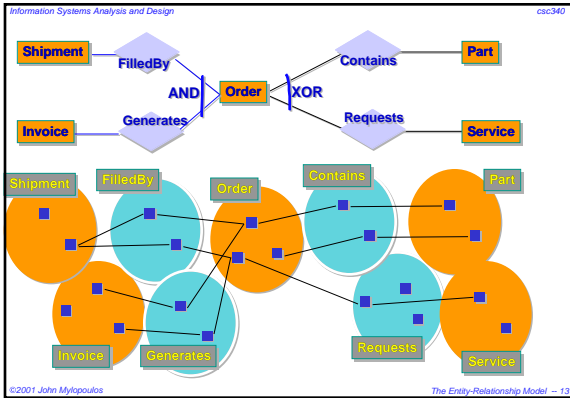 Information Systems Analysis and Design csc340
Shipment FilledBy Contains Part
AND Order XOR
Invoice Generates Requests Service
Shipment FilledBy Order Contains Part
Invoice Generates Requests Service
©2001 John Mylopoulos The Entity-Relationship Model -- 13